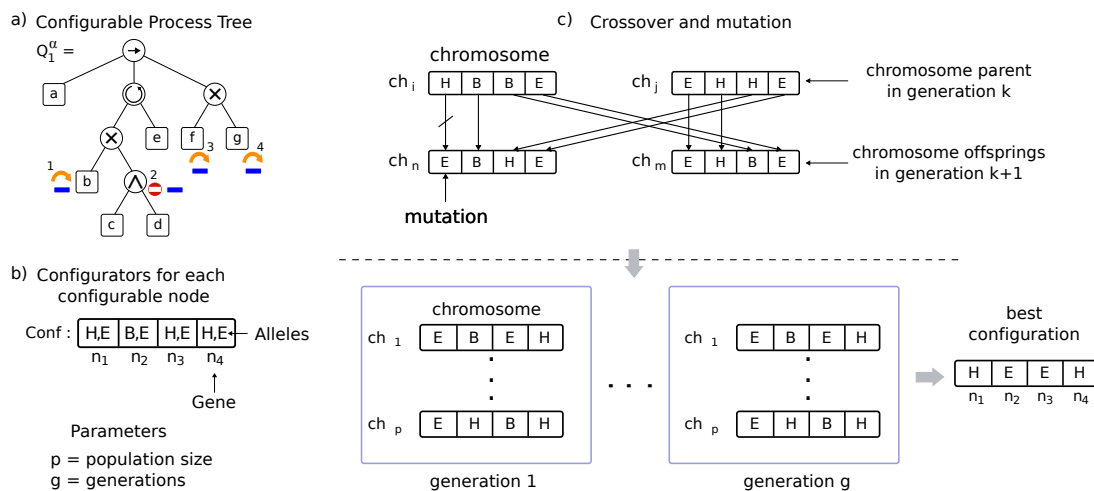 a) Configurable Process Tree
Q₁α =
a
e
f
g
3
4
1
b
2
c
d
b) Configurators for each
configurable node
Conf : H,E B,E H,E H,E
Alleles
n1 n2 n3 n4
Gene
Parameters
p = population size
g = generations
c) Crossover and mutation
chromosome
ch i H B B E
ch j E H H E
chromosome parent
in generation k
ch n E B H E
ch m E H B E
chromosome offsprings
in generation k+1
mutation
chromosome
ch 1 E B E H
ch p E H B H
generation 1
. . .
ch 1 E B E H
ch p E H B H
generation g
best
configuration
H E E H
n1 n2 n3 n4